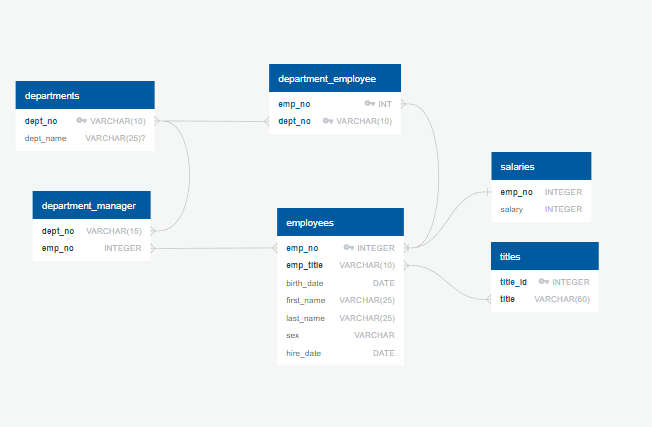 departments
dept_no VARCHAR(10)
dept_name VARCHAR(25)?
department_employee
emp_no INT
dept_no VARCHAR(10)
department_manager
dept_no VARCHAR(15)
emp_no INTEGER
employees
emp_no INTEGER
emp_title VARCHAR(10)
birth_date DATE
first_name VARCHAR(25)
last_name VARCHAR(25)
sex VARCHAR
hire_date DATE
salaries
emp_no INTEGER
salary INTEGER
titles
title_id INTEGER
title VARCHAR(60)